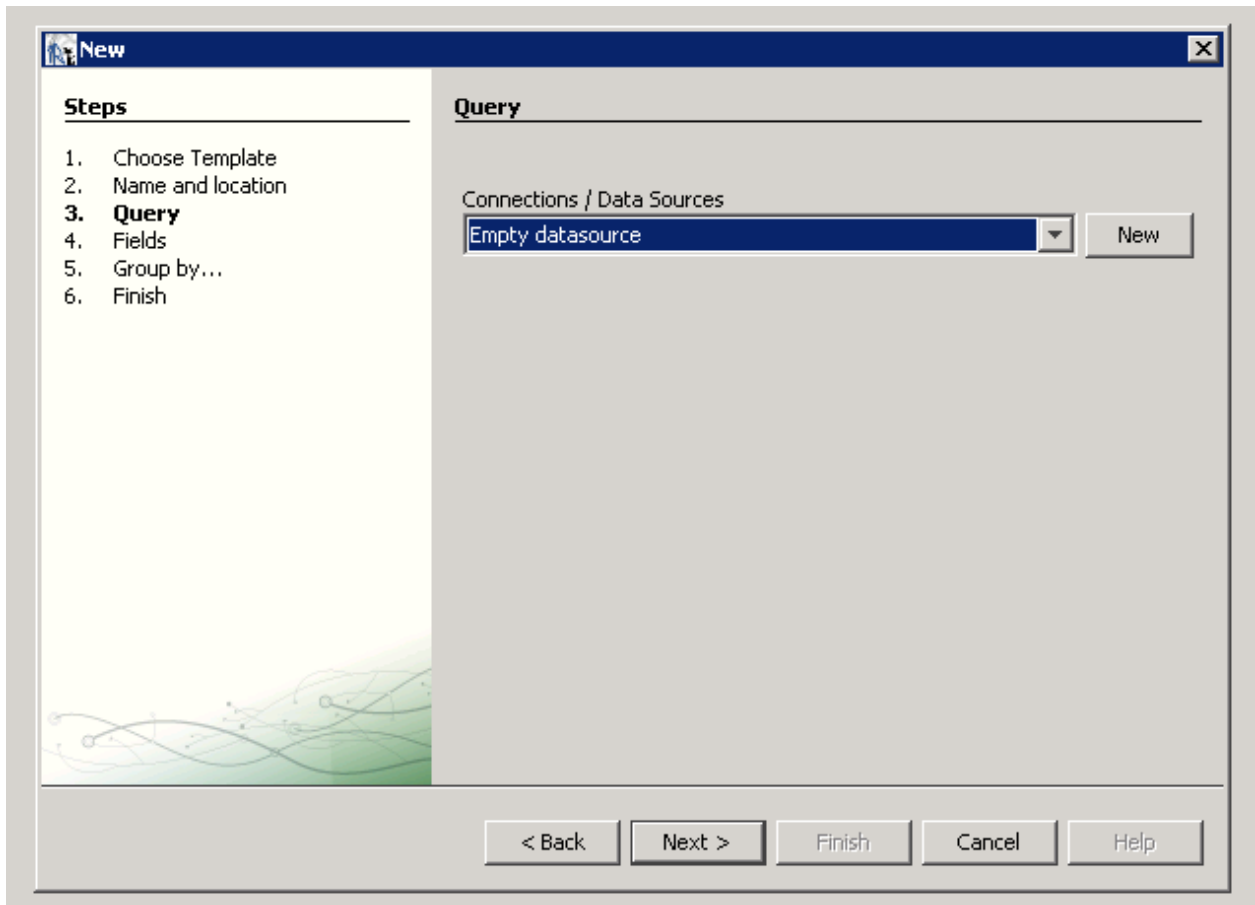 New
Steps
1. Choose Template
2. Name and location
3. Query
4. Fields
5. Group by...
6. Finish
Query
Connections / Data Sources
Empty datasource
New
< Back
Next >
Finish
Cancel
Help